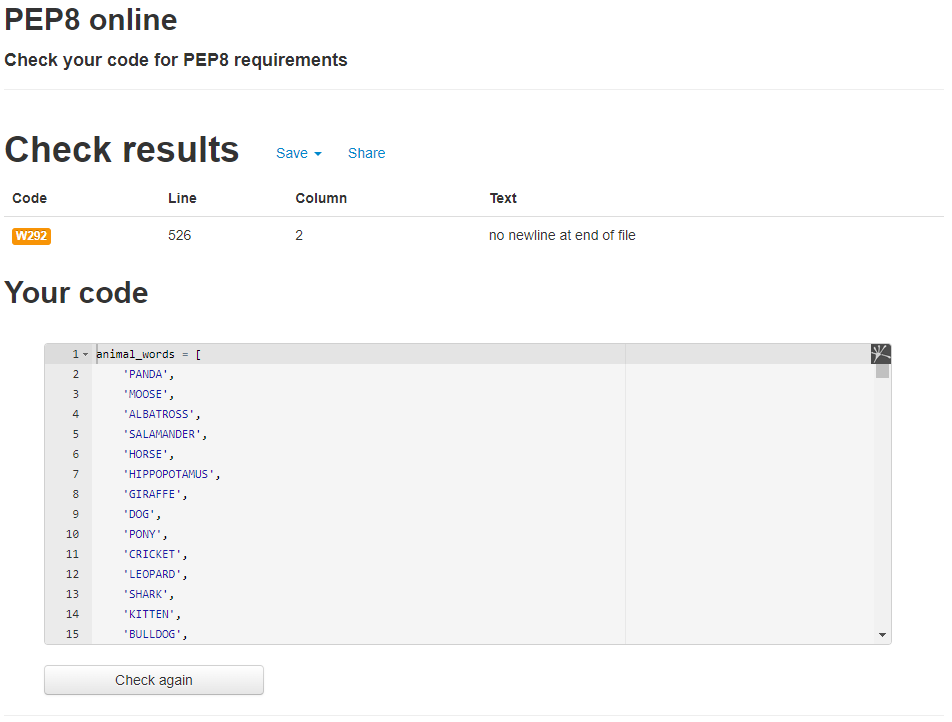 PEP8 online
Check your code for PEP8 requirements
Check results Save Share
Code Line Column Text
W292 526 2 no newline at end of file
Your code
1 animal_words = [
2 'PANDA',
3 'MOOSE',
4 'ALBATROSS',
5 'SALAMANDER',
6 'HORSE',
7 'HIPPOPOTAMUS',
8 'GIRAFFE',
9 'DOG',
10 'PONY',
11 'CRICKET',
12 'LEOPARD',
13 'SHARK',
14 'KITTEN',
15 'BULLDOG',
Check again